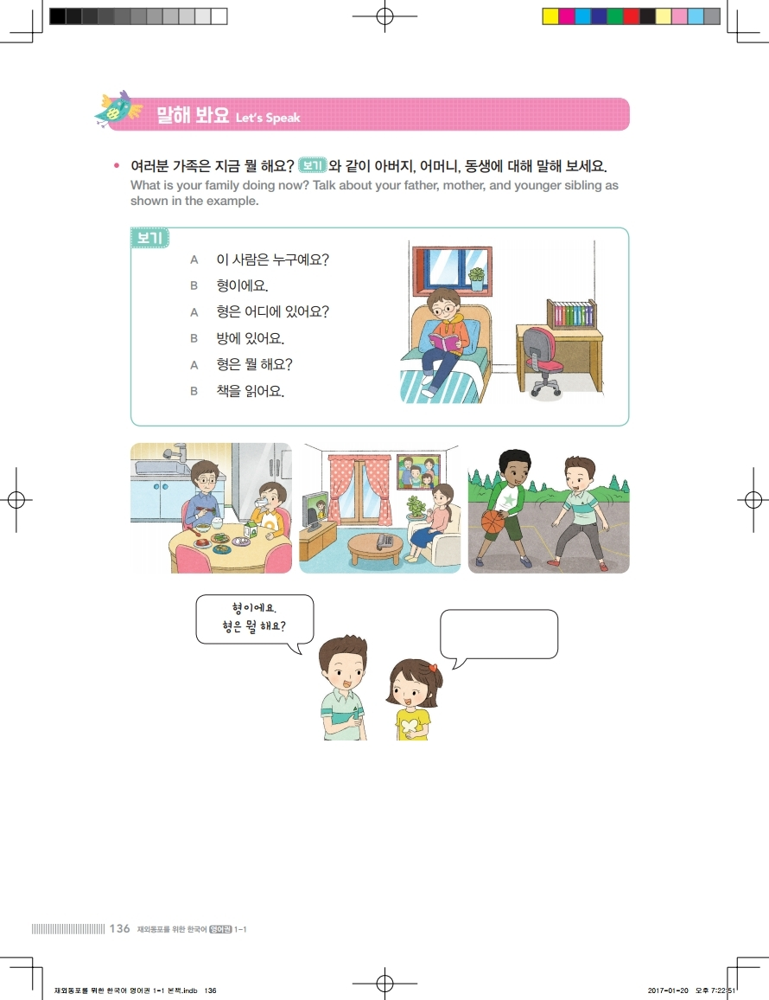 말해 봐요 Let's Speak
• 여러분 가족은 지금 뭘 해요? 보기 와 같이 아버지, 어머니, 동생에 대해 말해 보세요.
What is your family doing now? Talk about your father, mother, and younger sibling as
shown in the example.
보기
A 이 사람은 누구예요?
B 형이에요.
A 형은 어디에 있어요?
B 방에 있어요.
A 형은 뭘 해요?
B 책을 읽어요.
형이에요.
형은 뭘 해요?
136 재외동포를 위한 한국어 영어권 1-1
재외동포를 위한 한국어 영어권 1-1 본책.indb 136
2017-01-20 오후 7:22:51